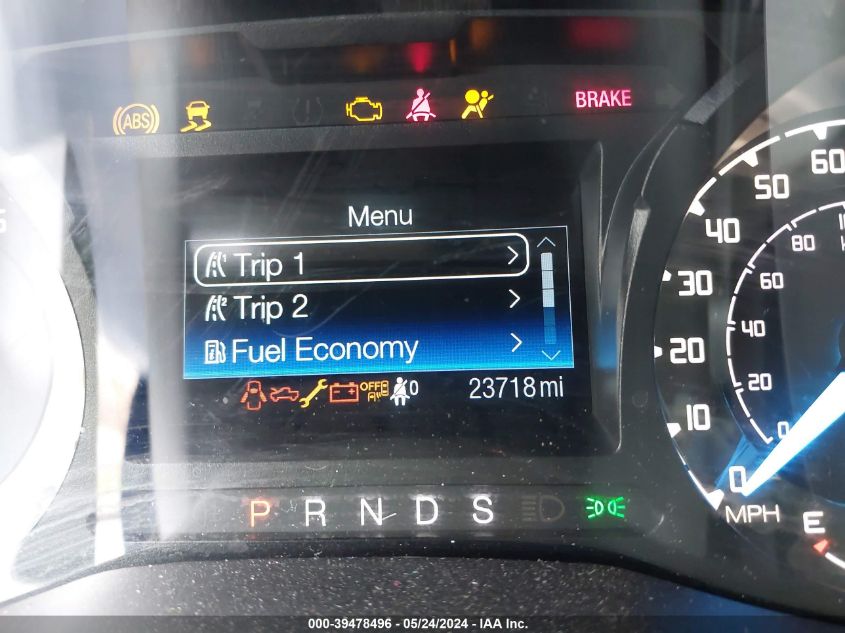 ABS BRAKE
Menu
Trip 1
Trip 2
Fuel Economy
OFF 0 23718 mi
P R N D S
60
50
40
30
20
10
0
MPH
80
60
40
20
0
E
000-39478496 - 05/24/2024 - IAA Inc.